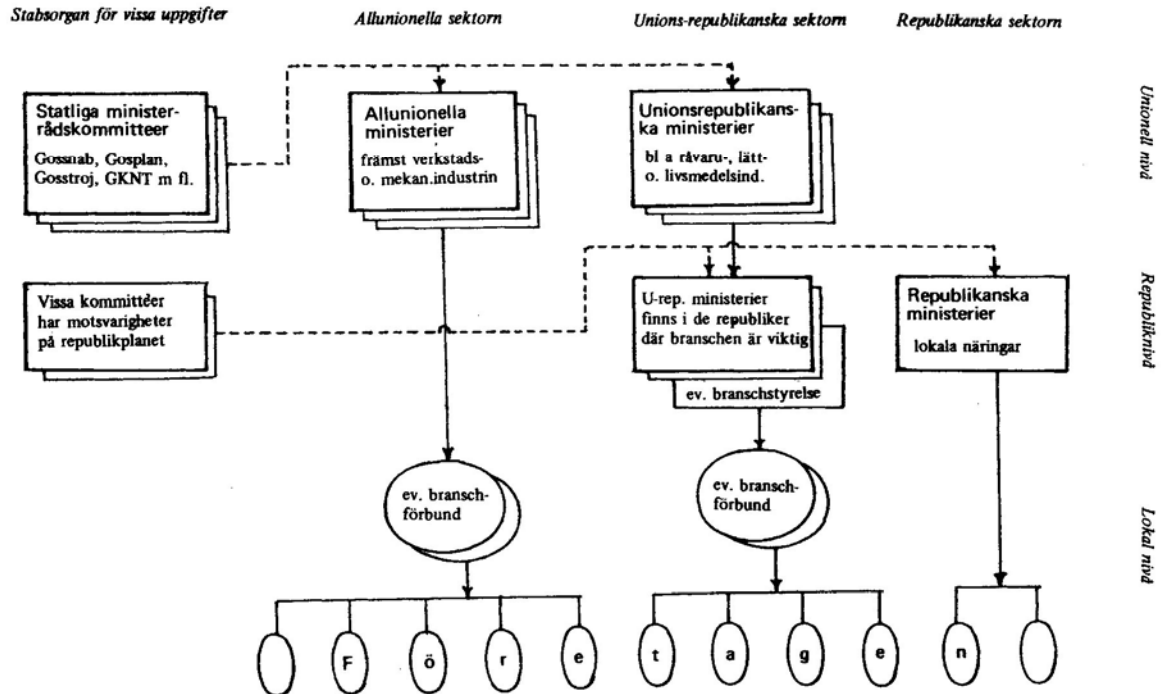 Stabsorgan för vissa uppgifter
Allunionella sektorn
Unions-republikanska sektorn
Republikanska sektorn
Statliga minister-
rådskommitteer
Gossnab, Gosplan,
Gosstroj, GKNT m fl.
Allunionella
ministerier
främst verkstads-
o. mekan.industrin
Unionsrepublikan-
ska ministerier
bl a råvaru-, lätt-
o. livsmedelsind.
Unionell nivå
Vissa kommittéer
har motsvarigheter
på republikplanet
U-rep. ministerier
finns i de republiker
där branschen är viktig
ev. branschstyrelse
Republikanska
ministerier
lokala näringar
Republiknivå
ev. bransch-
förbund
ev. bransch-
förbund
Lokal nivå
F ö r e t a g e n